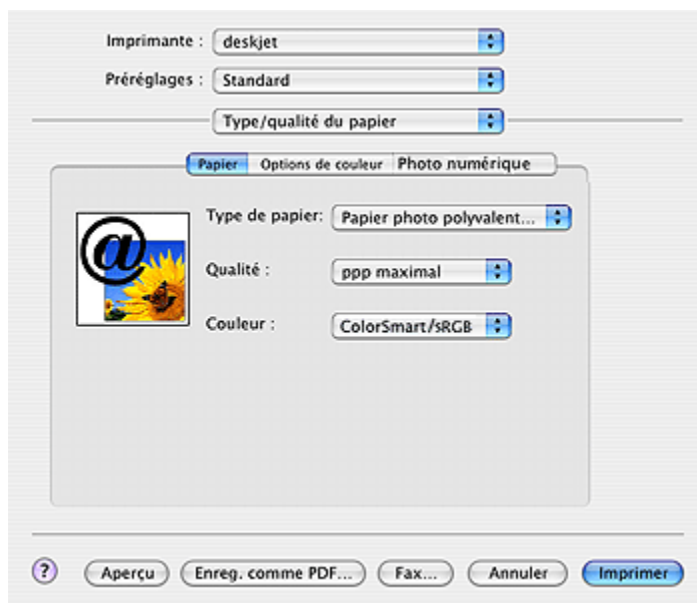 Imprimante : deskjet
Préréglages : Standard
Type/qualité du papier
Papier Options de couleur Photo numérique
Type de papier: Papier photo polyvalent...
@
Qualité : ppp maximal
Couleur : ColorSmart/sRGB
? Aperçu Enreg. comme PDF... Fax... Annuler Imprimer